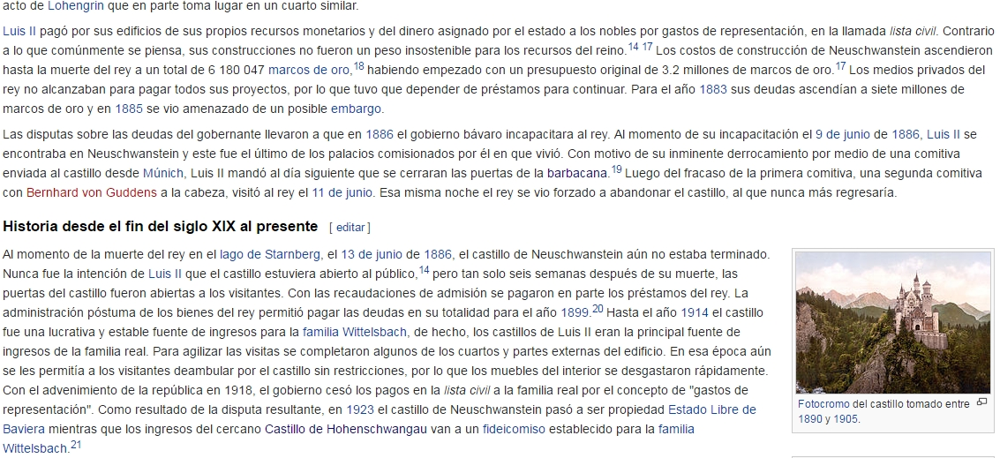 acto de Lohengrin que en parte toma lugar en un cuarto similar.
Luis II pagó por sus edificios de sus propios recursos monetarios y del dinero asignado por el estado a los nobles por gastos de representación, en la llamada lista civil. Contrario
a lo que comúnmente se piensa, sus construcciones no fueron un peso insostenible para los recursos del reino.14 17 Los costos de construcción de Neuschwanstein ascendieron
hasta la muerte del rey a un total de 6 180 047 marcos de oro,18 habiendo empezado con un presupuesto original de 3.2 millones de marcos de oro.17 Los medios privados del
rey no alcanzaban para pagar todos sus proyectos, por lo que tuvo que depender de préstamos para continuar. Para el año 1883 sus deudas ascendían a siete millones de
marcos de oro y en 1885 se vio amenazado de un posible embargo.
Las disputas sobre las deudas del gobernante llevaron a que en 1886 el gobierno bávaro incapacitara al rey. Al momento de su incapacitación el 9 de junio de 1886, Luis II se
encontraba en Neuschwanstein y este fue el último de los palacios comisionados por él en que vivió. Con motivo de su inminente derrocamiento por medio de una comitiva
enviada al castillo desde Múnich, Luis II mandó al día siguiente que se cerraran las puertas de la barbacana.19 Luego del fracaso de la primera comitiva, una segunda comitiva
con Bernhard von Guddens a la cabeza, visitó al rey el 11 de junio. Esa misma noche el rey se vio forzado a abandonar el castillo, al que nunca más regresaría.
Historia desde el fin del siglo XIX al presente [ editar ]
Al momento de la muerte del rey en el lago de Starnberg, el 13 de junio de 1886, el castillo de Neuschwanstein aún no estaba terminado.
Nunca fue la intención de Luis II que el castillo estuviera abierto al público,14 pero tan solo seis semanas después de su muerte, las
puertas del castillo fueron abiertas a los visitantes. Con las recaudaciones de admisión se pagaron en parte los préstamos del rey. La
administración póstuma de los bienes del rey permitió pagar las deudas en su totalidad para el año 1899.20 Hasta el año 1914 el castillo
fue una lucrativa y estable fuente de ingresos para la familia Wittelsbach, de hecho, los castillos de Luis II eran la principal fuente de
ingresos de la familia real. Para agilizar las visitas se completaron algunos de los cuartos y partes externas del edificio. En esa época aún
se les permitía a los visitantes deambular por el castillo sin restricciones, por lo que los muebles del interior se desgastaron rápidamente.
Con el advenimiento de la república en 1918, el gobierno cesó los pagos en la lista civil a la familia real por el concepto de "gastos de
representación". Como resultado de la disputa resultante, en 1923 el castillo de Neuschwanstein pasó a ser propiedad Estado Libre de
Baviera mientras que los ingresos del cercano Castillo de Hohenschwangau van a un fideicomiso establecido para la familia
Wittelsbach.21
Fotocromo del castillo tomado entre
1890 y 1905.